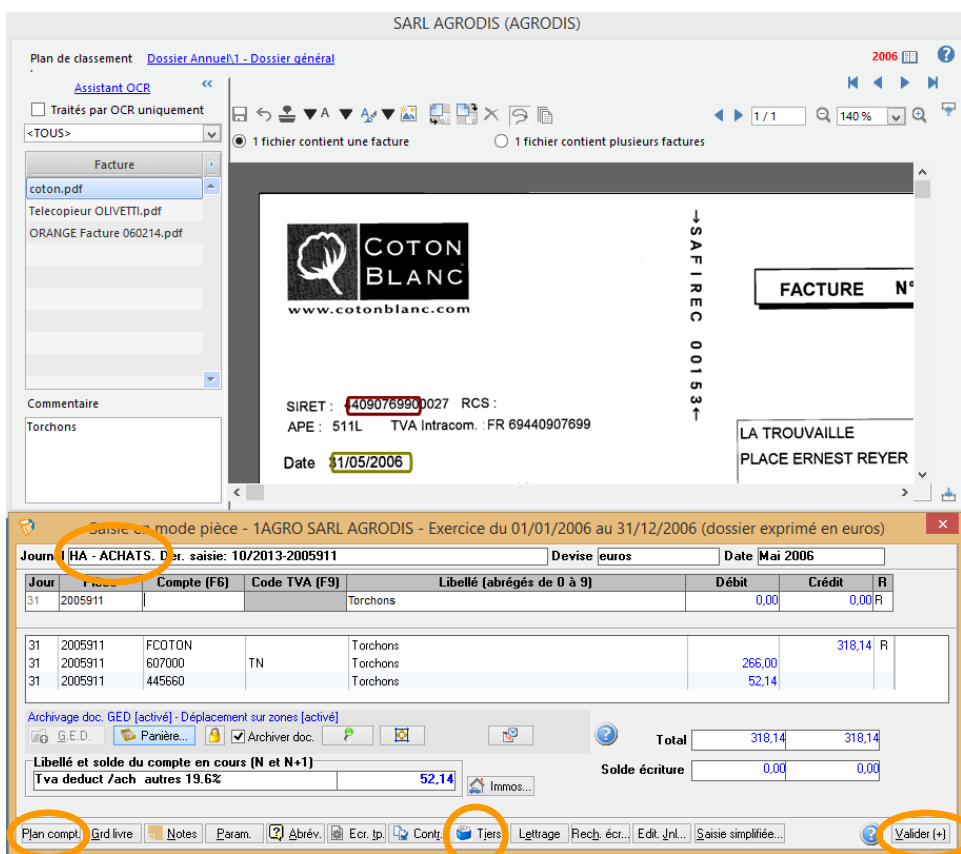 SARL AGRODIS (AGRODIS)
Plan de classement Dossier Annuel\1 - Dossier général 2006
Assistant OCR <<
Traités par OCR uniquement
<TOUS>
1 / 1 140 %
1 fichier contient une facture 1 fichier contient plusieurs factures
Facture
coton.pdf
Telecopieur OLIVETTI.pdf
ORANGE Facture 060214.pdf
COTON
BLANC
www.cotonblanc.com
→SAFIREC 00153←
FACTURE N°
Commentaire
Torchons
SIRET : 44090769900027 RCS :
APE : 511L TVA Intracom. : FR 69440907699
Date 31/05/2006
LA TROUVAILLE
PLACE ERNEST REYER
Saisie en mode pièce - 1AGRO SARL AGRODIS - Exercice du 01/01/2006 au 31/12/2006 (dossier exprimé en euros)
Journal HA - ACHATS. Der. saisie: 10/2013-2005911 Devise euros Date Mai 2006
Jour Pièce Compte (F6) Code TVA (F9) Libellé (abrégés de 0 à 9) Débit Crédit R
31 2005911 Torchons 0,00 0,00 R
31 2005911 FCOTON Torchons 318,14 R
31 2005911 607000 TN Torchons 266,00
31 2005911 445660 Torchons 52,14
Archivage doc. GED [activé] - Déplacement sur zones [activé]
G.E.D. Panière... Archiver doc.
Total 318,14 318,14
Libellé et solde du compte en cours (N et N+1)
Tva deduct /ach autres 19.6% 52,14 Immos...
Solde écriture 0,00 0,00
Plan compt. Grd livre Notes Param. Abrév. Ecr. tp. Contr. Tiers Lettrage Rech. écr... Edit. Jnl... Saisie simplifiée... Valider (+)